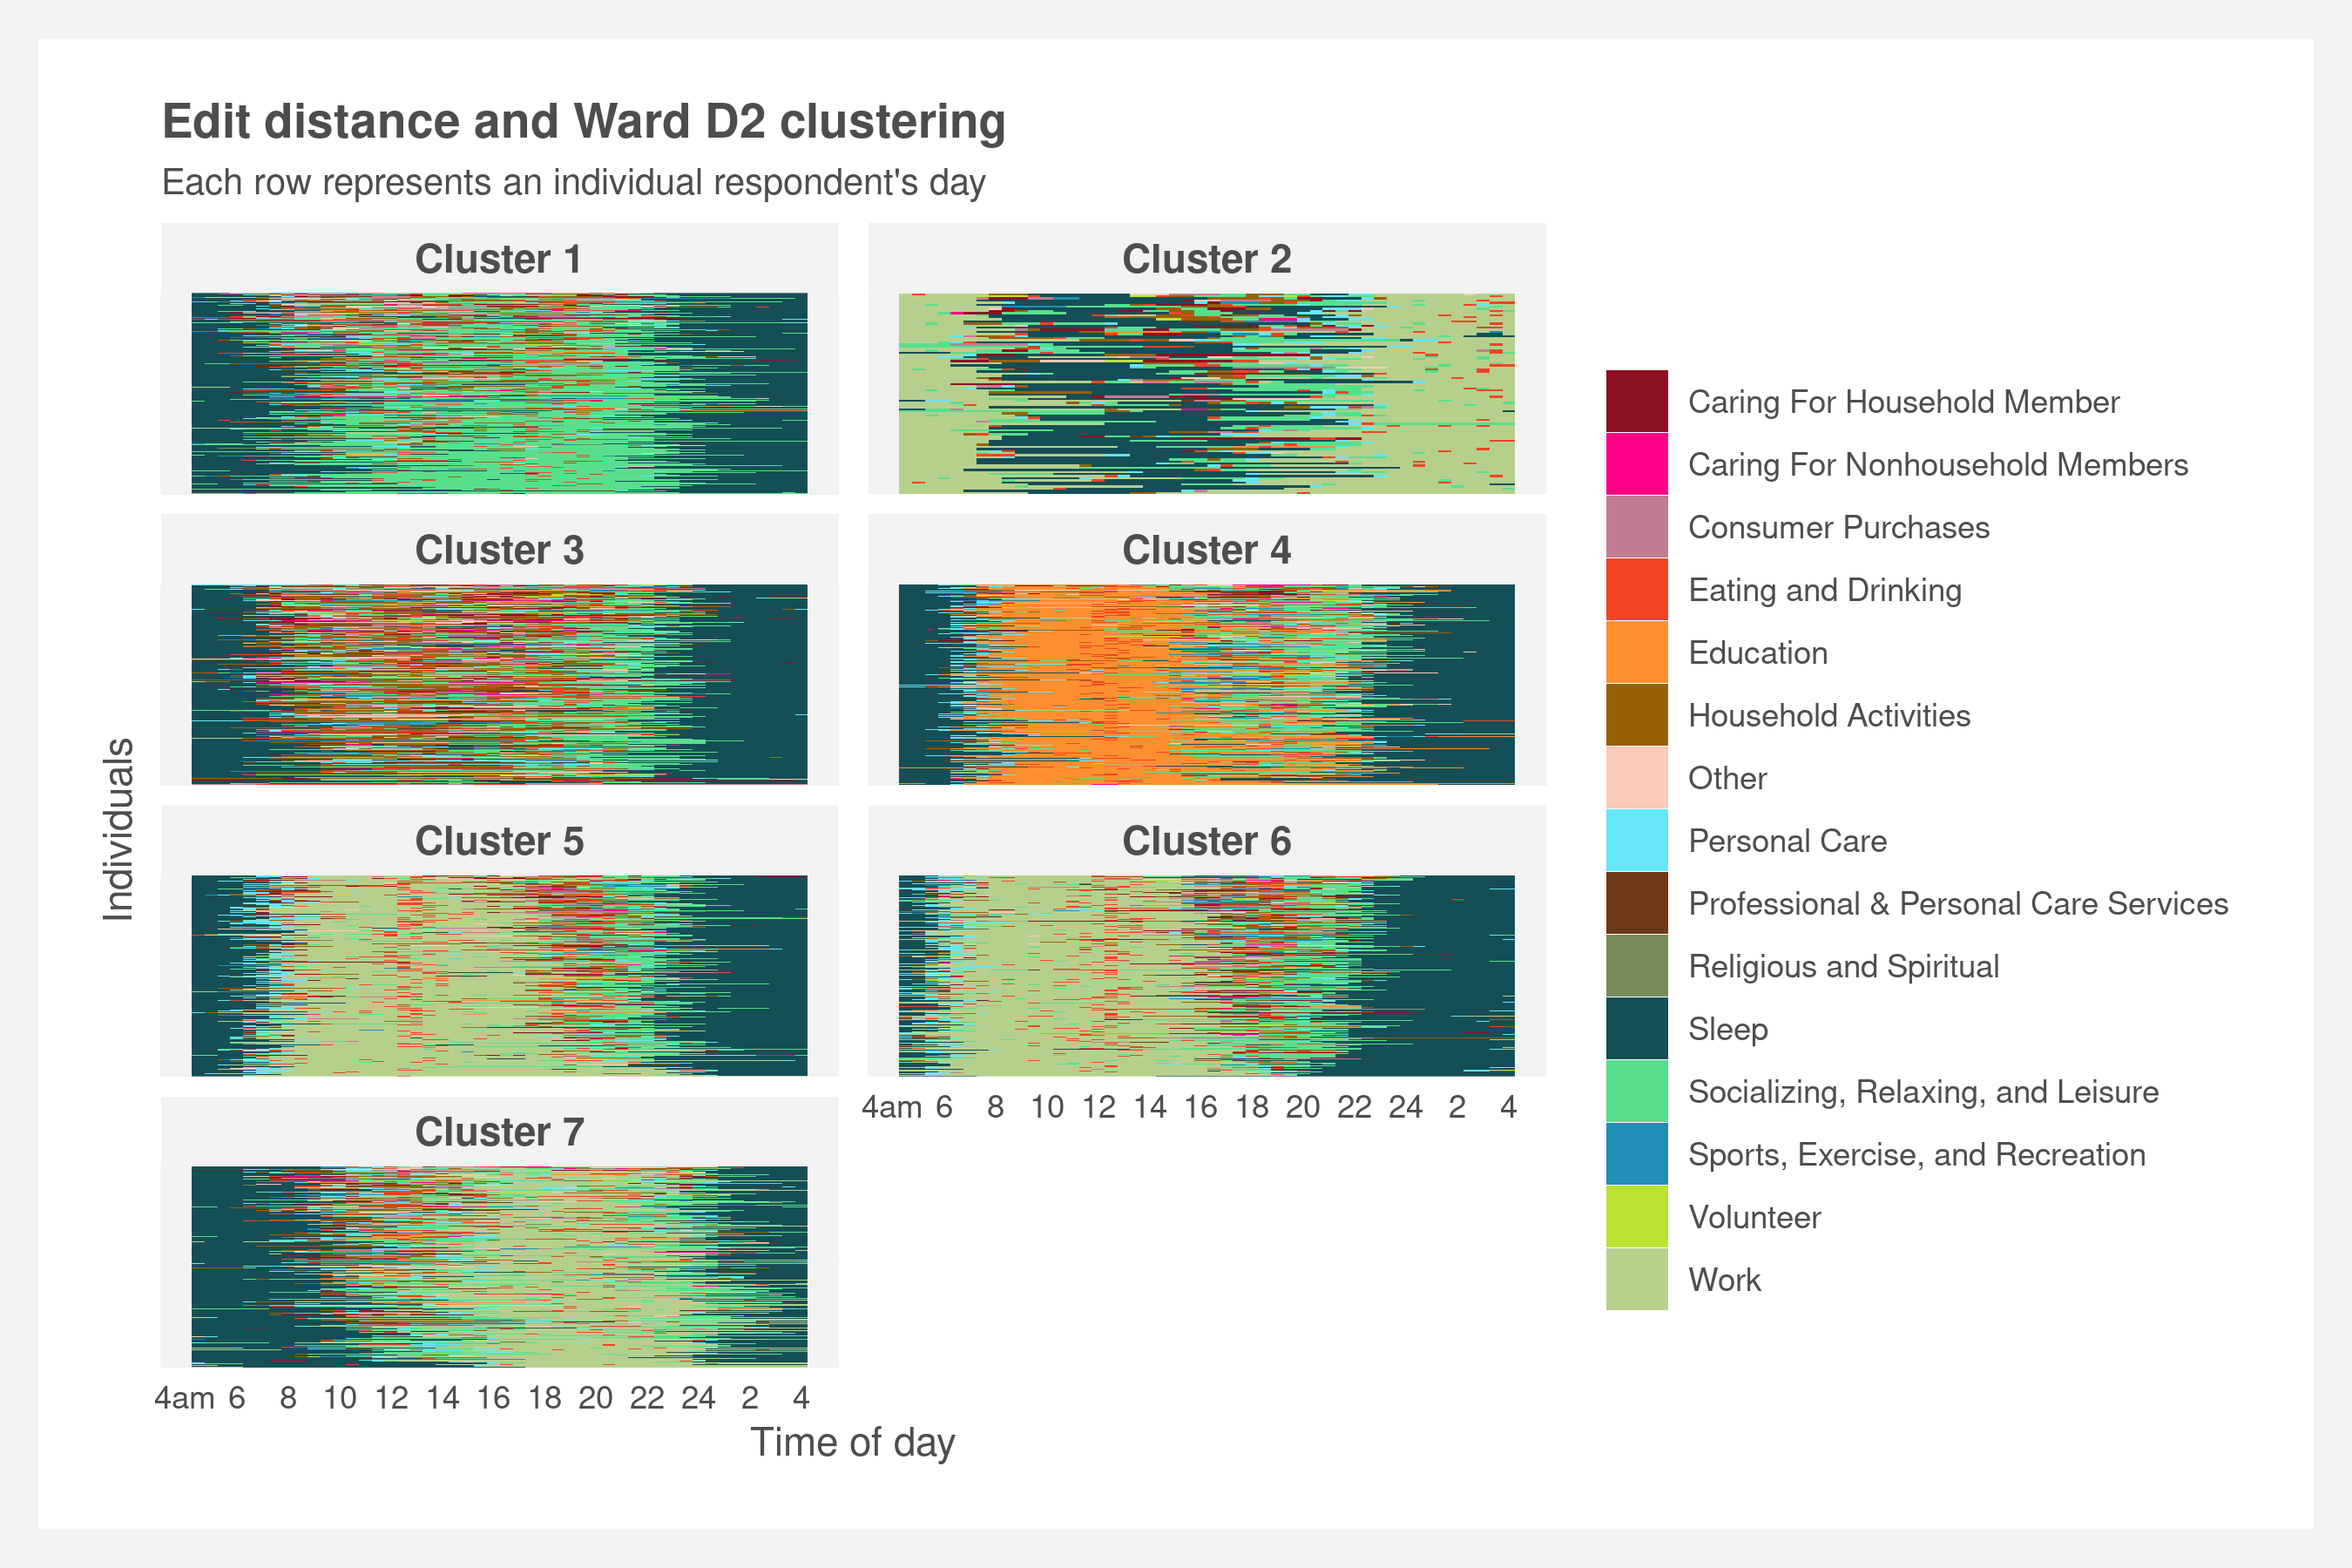 Edit distance and Ward D2 clustering
Each row represents an individual respondent's day
Cluster 1
Cluster 2
Cluster 3
Cluster 4
Cluster 5
Cluster 6
4am 6 8 10 12 14 16 18 20 22 24 2 4
Cluster 7
4am 6 8 10 12 14 16 18 20 22 24 2 4
Time of day
Individuals
Caring For Household Member
Caring For Nonhousehold Members
Consumer Purchases
Eating and Drinking
Education
Household Activities
Other
Personal Care
Professional & Personal Care Services
Religious and Spiritual
Sleep
Socializing, Relaxing, and Leisure
Sports, Exercise, and Recreation
Volunteer
Work